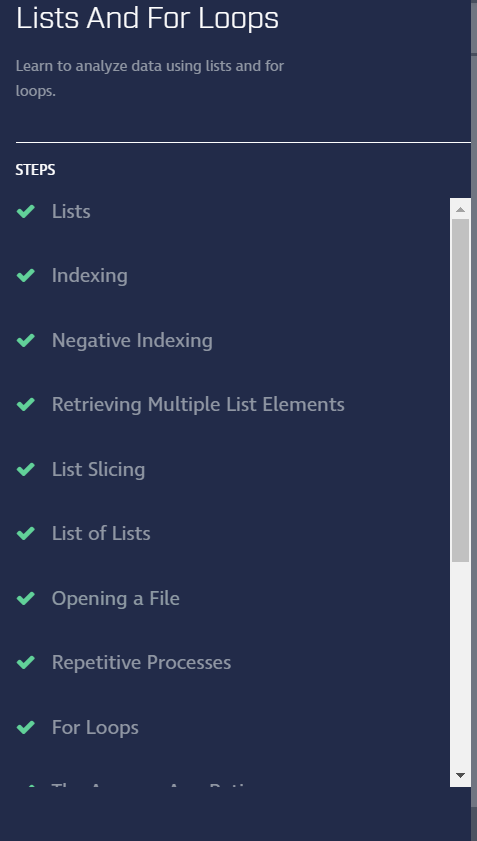 Lists And For Loops
Learn to analyze data using lists and for
loops.
STEPS
Lists
Indexing
Negative Indexing
Retrieving Multiple List Elements
List Slicing
List of Lists
Opening a File
Repetitive Processes
For Loops